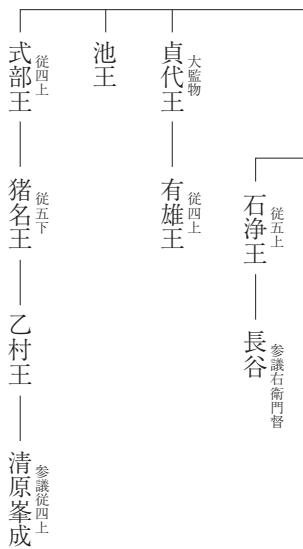 石浄王 従五上
長谷 参議右衛門督
貞代王 大監物
有雄王 従四上
池王
式部王 従四上
猪名王 従五下
乙村王
清原峯成 参議従四上